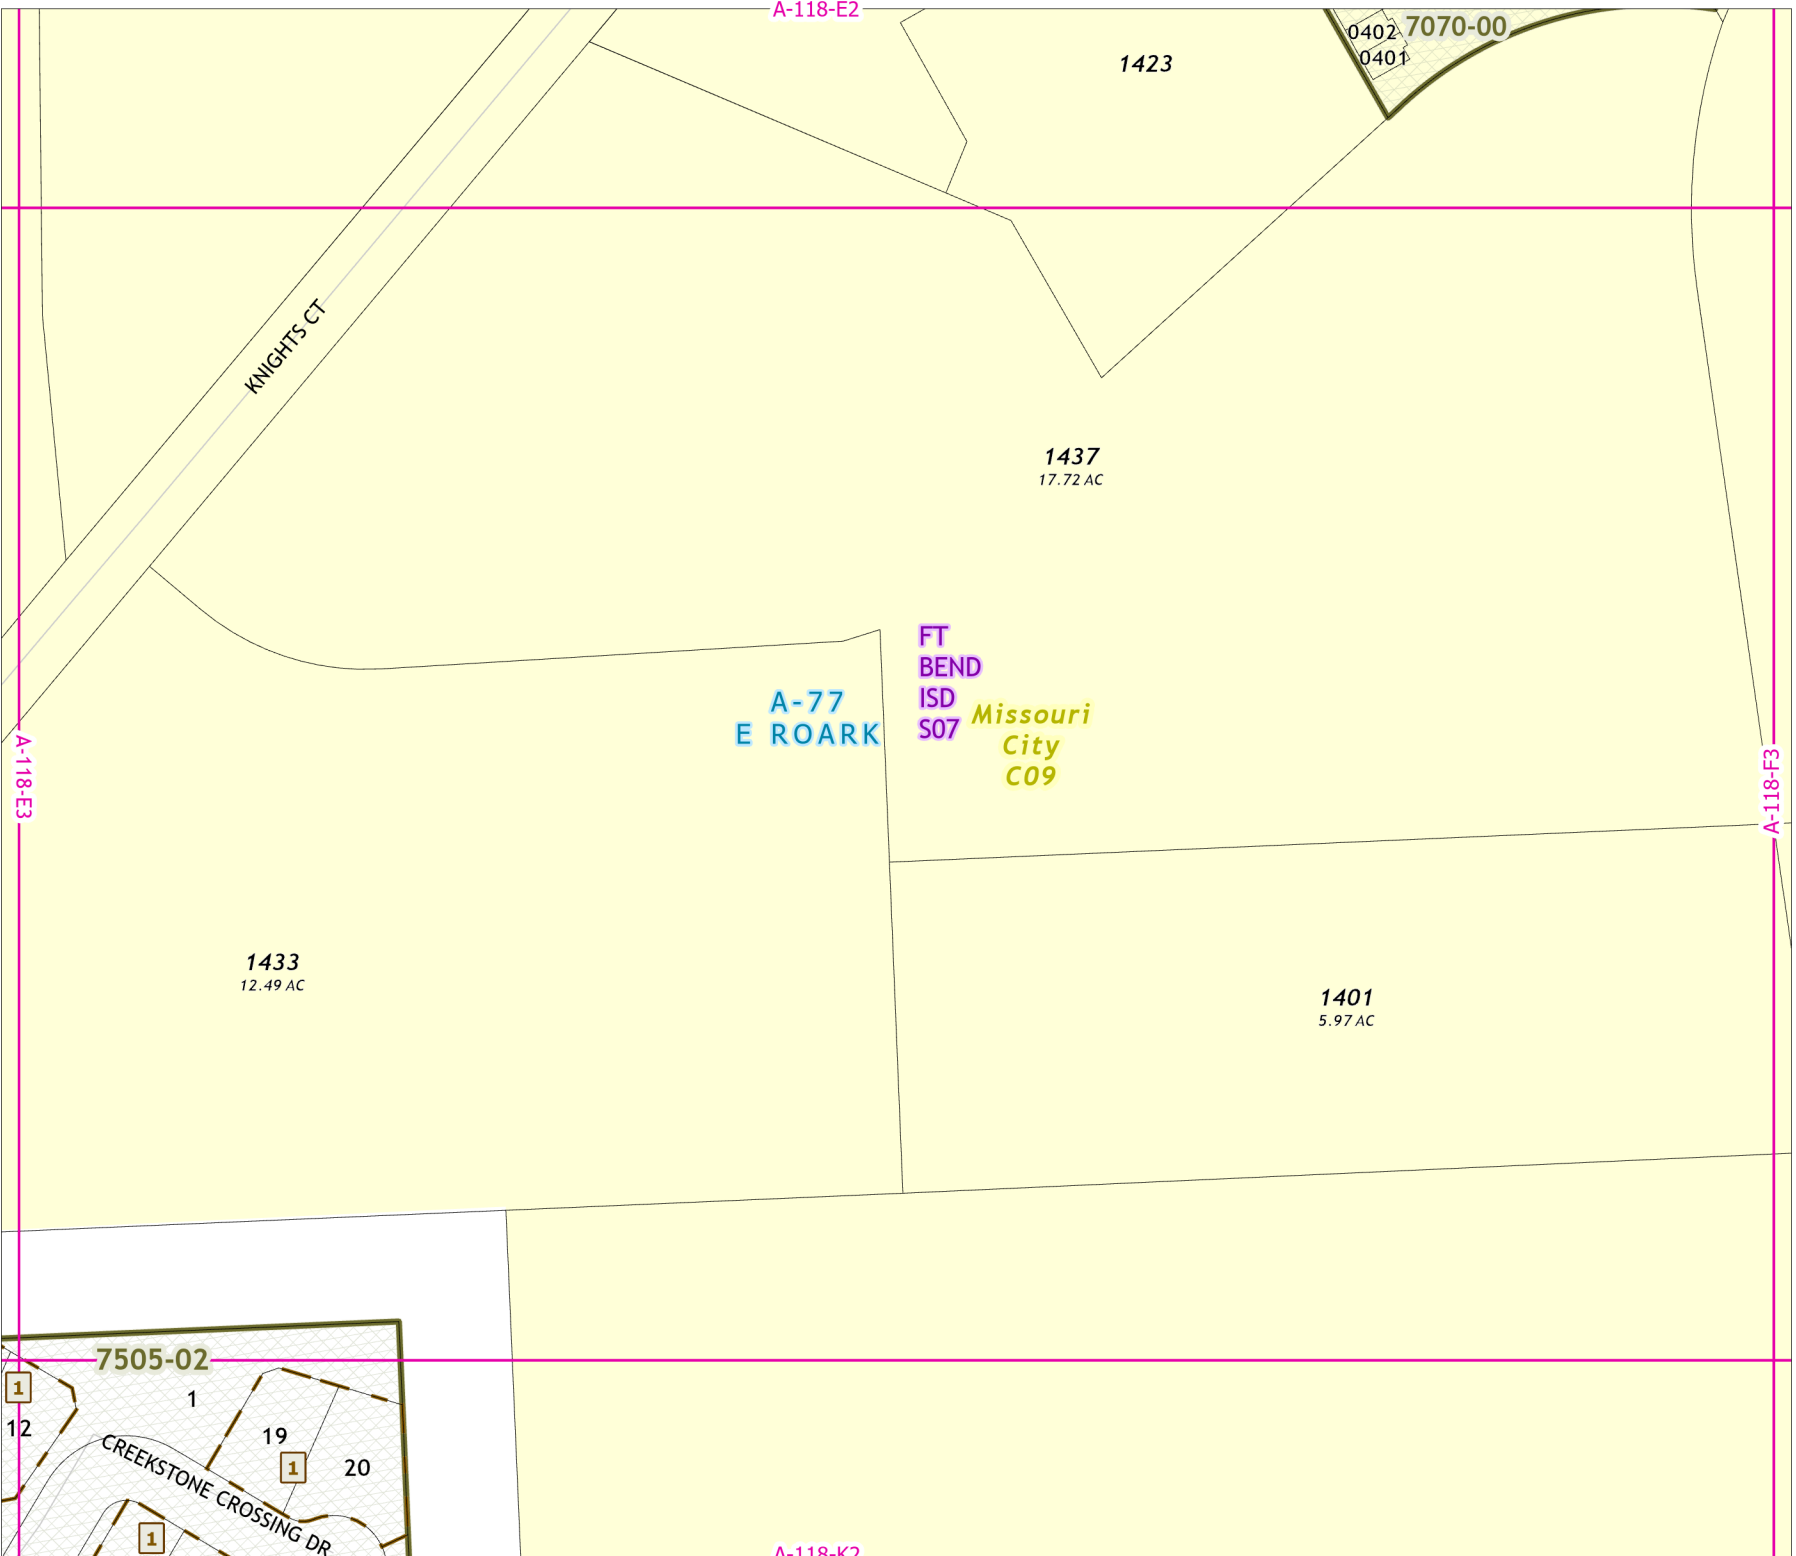 A-118-E2
0402
7070-00
0401
1423
KNIGHTS CT
1437
17.72 AC
FT
BEND
ISD
S07
A-77
E ROARK
Missouri
City
C09
A-118-E3
A-118-F3
1433
12.49 AC
1401
5.97 AC
7505-02
1
1
12
19
1
20
CREEKSTONE CROSSING DR
1
A-118-K2